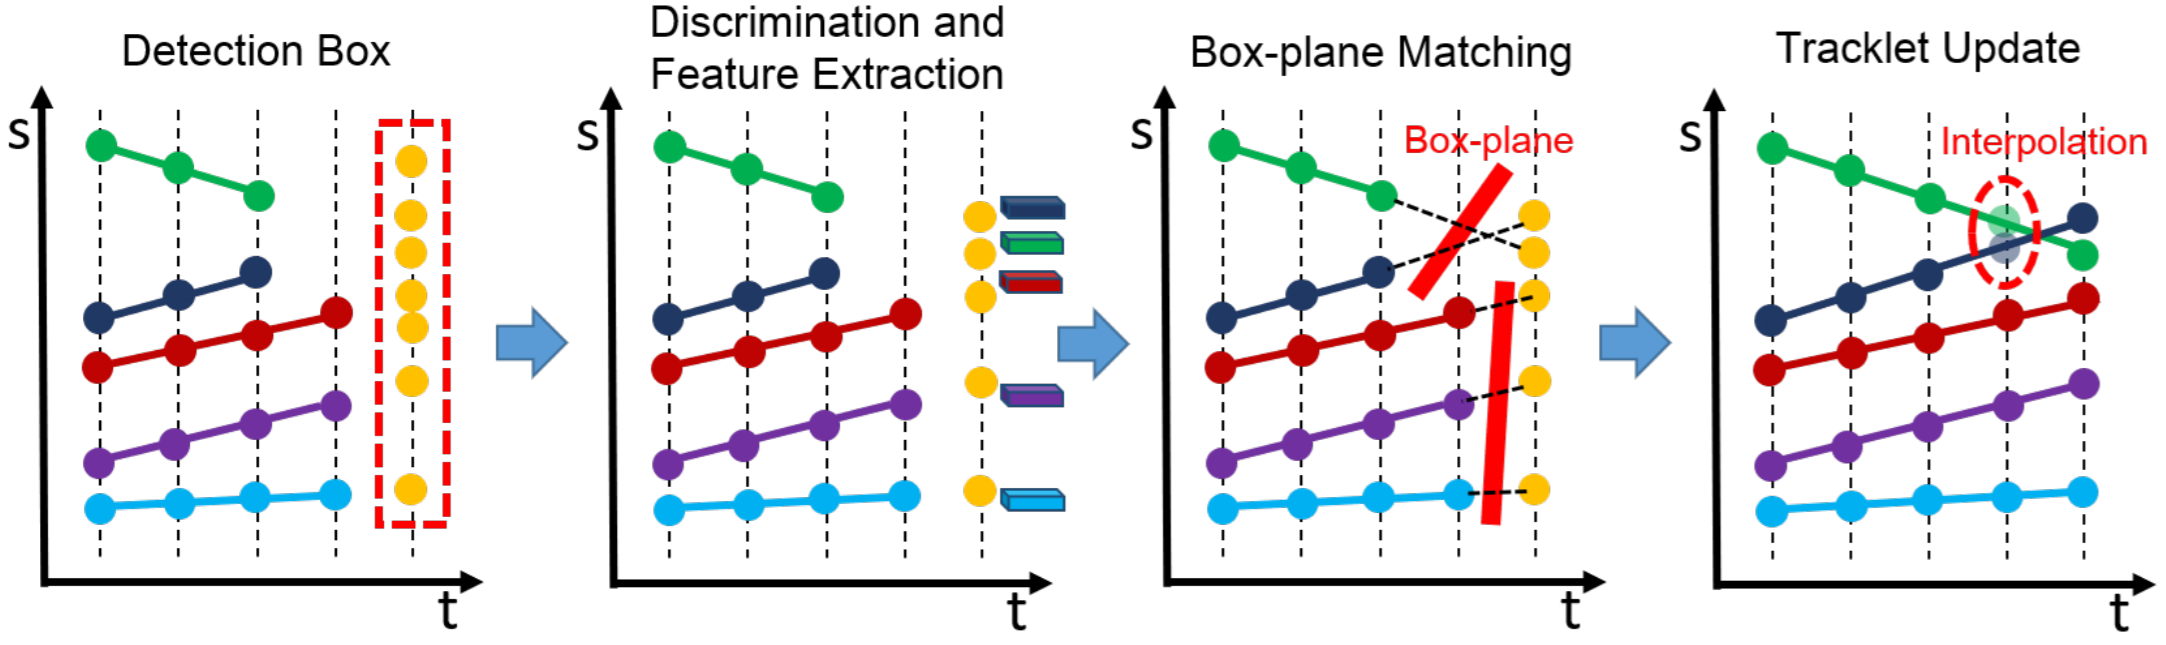 Detection Box
s
t
Discrimination and
Feature Extraction
s
t
Box-plane Matching
s
Box-plane
t
Tracklet Update
s
Interpolation
t